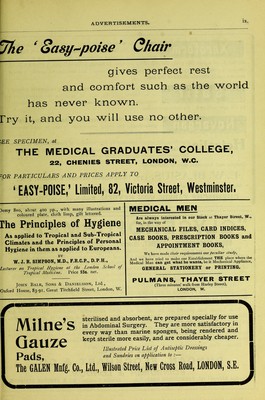 ADVERTISEMENTS.
ix.
The ‘Easy-poise’ Chair
gives perfect rest
and comfort such as the world
has never known.
Try it, and you will use no other.
SEE SPECIMEN, at
THE MEDICAL GRADUATES’ COLLEGE,
22, CHENIES STREET, LONDON, W.C.
FOR PARTICULARS AND PRICES APPLY TO
‘EASY-POISE,’ Limited, 82, Victoria Street, Westminster.
Demy 8vo, about 450 pp., with many illustrations and
coloured plate, cloth limp, gilt lettered.
The Principles of Hygiene
As applied to Tropical and Sub-Tropical
Climates and the Principles of Personal
Hygiene in them as applied to Europeans.
BY
W. J. R. SIMPSON, M.D., F.R.C.P., D.P.H.,
Lecturer on Tropical Hygiene at the London School of
Tropical Medicine.
JOHN BALE, SONS & DANIELSSON, Ltd.,
Oxford House, 83-91, Great Titchfield Street, London, W.
MEDICAL MEN
Are always interested in our Stock at Thayer Street, W.,
for, in the way of
MECHANICAL FILES, CARD INDICES,
CASE BOOKS, PRESCRIPTION BOOKS and
APPOINTMENT BOOKS,
We have made their requirements our peculiar study,
And we have tried to make our Establishment THE place where the
Medical Man can get what he wants, be it Mechanical Appliance,
GENERAL STATIONERY or PRINTING.
PULMANS, THAYER STREET
(Three minutes' walk from Harley Street),
LONDON, W.
Milne’s
Gauze
Pads,
sterilised and absorbent, are prepared specially for use
in Abdominal Surgery. They are more satisfactory in
every way than marine sponges, being rendered and
kept sterile more easily, and are considerably cheaper.
Illustrated Price List of Antiseptic Dressings
and Sundries on application to :—
The GALEN Mnfg. Co., Ltd., Wilson Street, New Cross Road, LONDON, S.E.